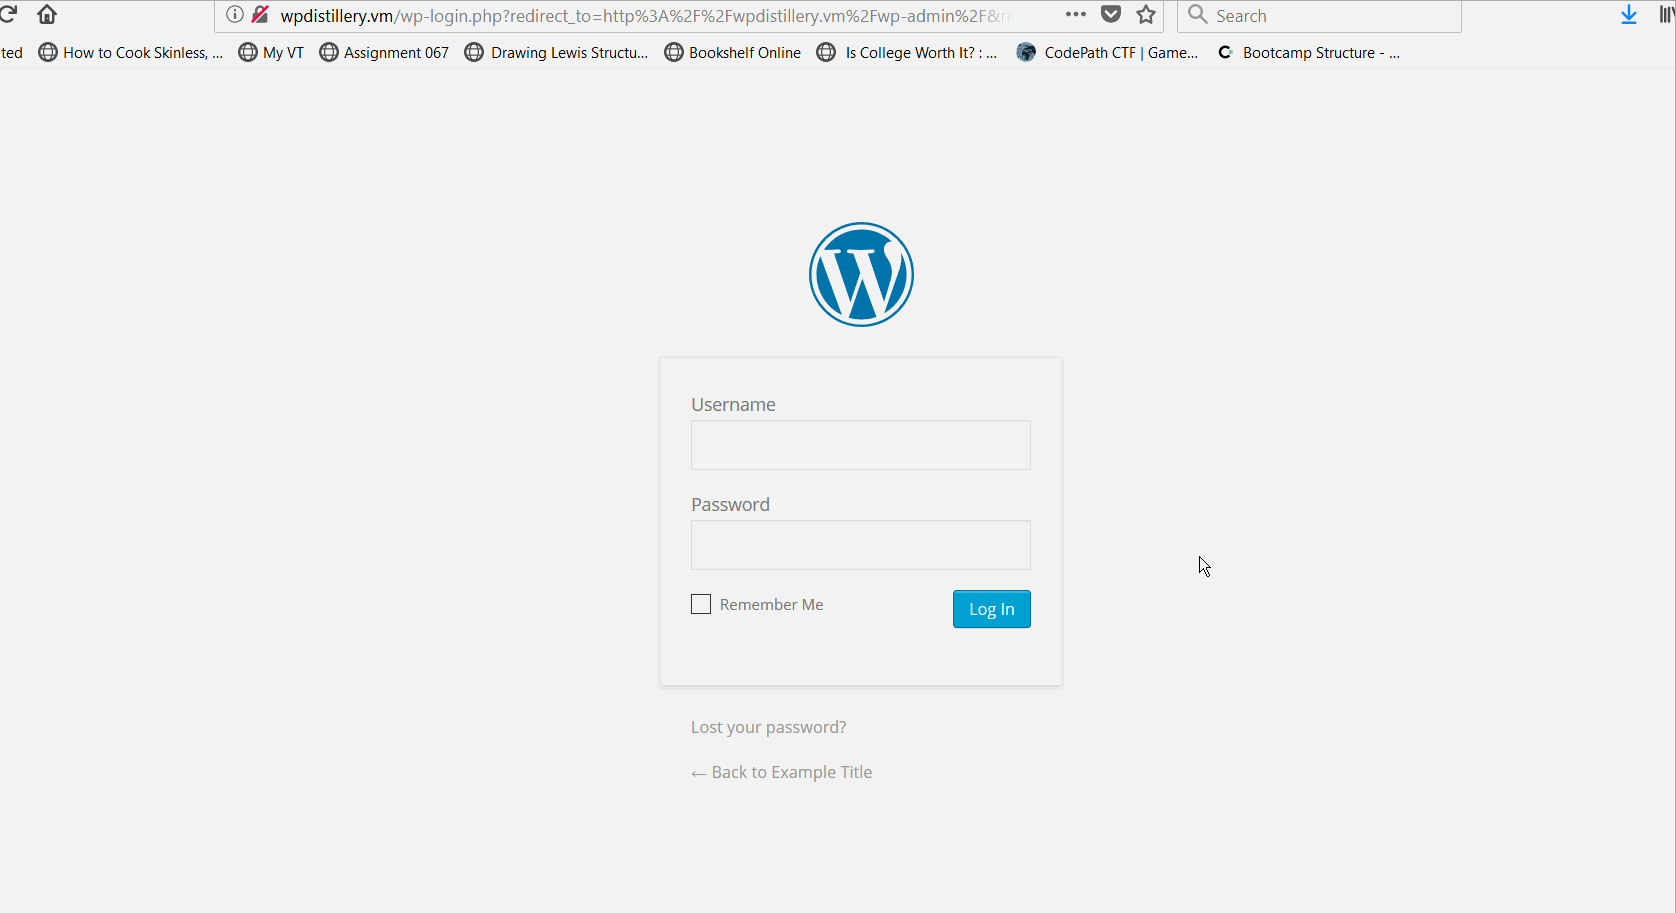 wpdistillery.vm/wp-login.php?redirect_to=http%3A%2F%2Fwpdistillery.vm%2Fwp-admin%2F&re
Search
ted
How to Cook Skinless, ...
My VT
Assignment 067
Drawing Lewis Structu...
Bookshelf Online
Is College Worth It? : ...
CodePath CTF | Game...
Bootcamp Structure - ...
Username
Password
Remember Me
Log In
Lost your password?
← Back to Example Title